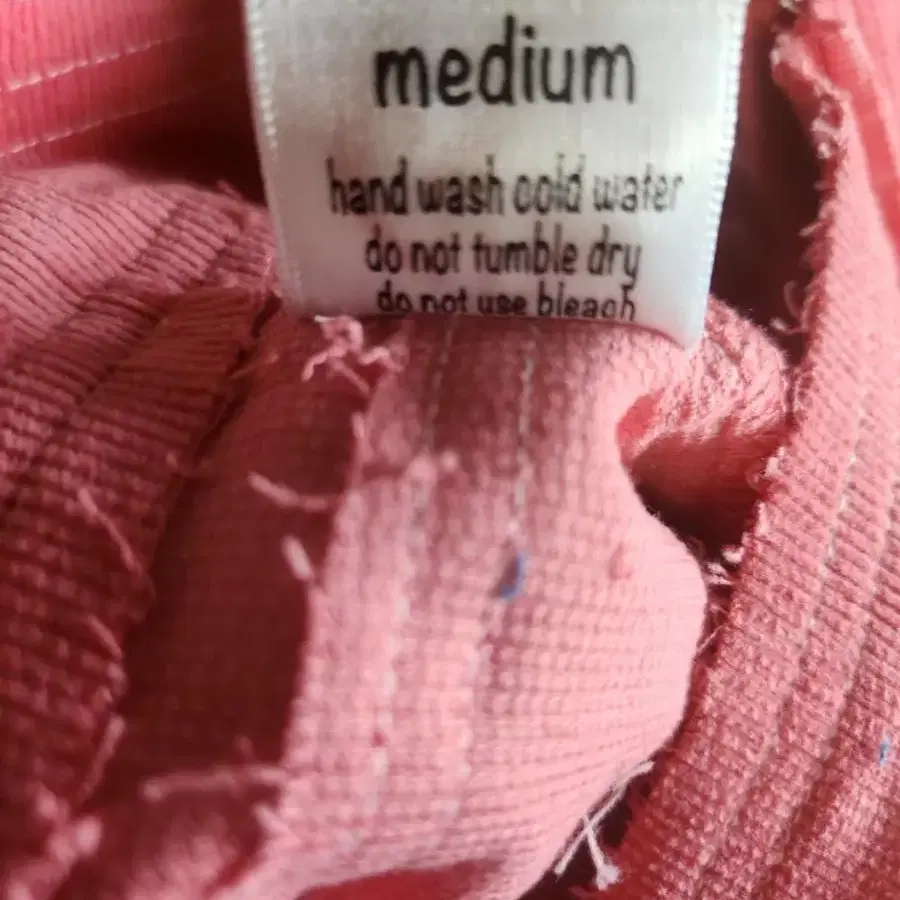 medium
hand wash cold water
do not tumble dry
do not use bleach